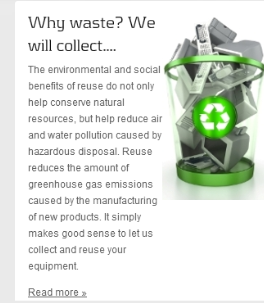 Why waste? We
will collect....
The environmental and social
benefits of reuse do not only
help conserve natural
resources, but help reduce air
and water pollution caused by
hazardous disposal. Reuse
reduces the amount of
greenhouse gas emissions
caused by the manufacturing
of new products. It simply
makes good sense to let us
collect and reuse your
equipment.
Read more »